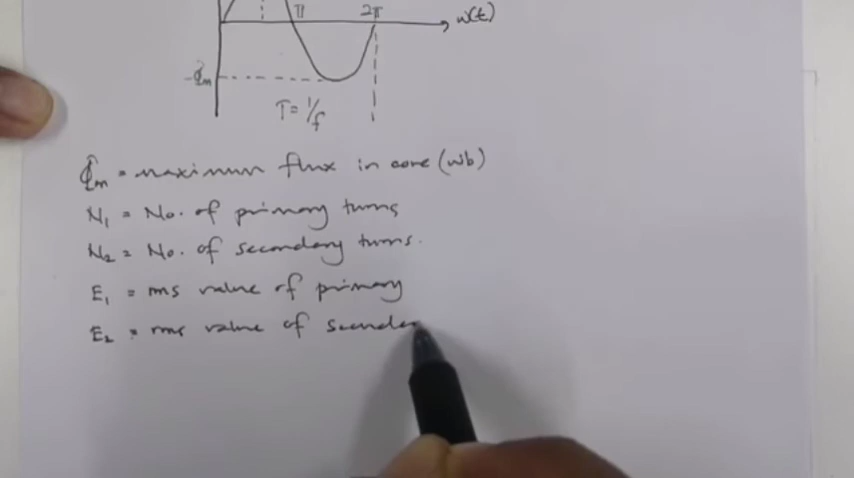 π 2π w(t)
-Φm
T = 1/f
Φm = maximum flux in core (wb)
N1 = No. of primary turns
N2 = No. of secondary turns.
E1 = rms value of primary
E2 = rms value of seconda